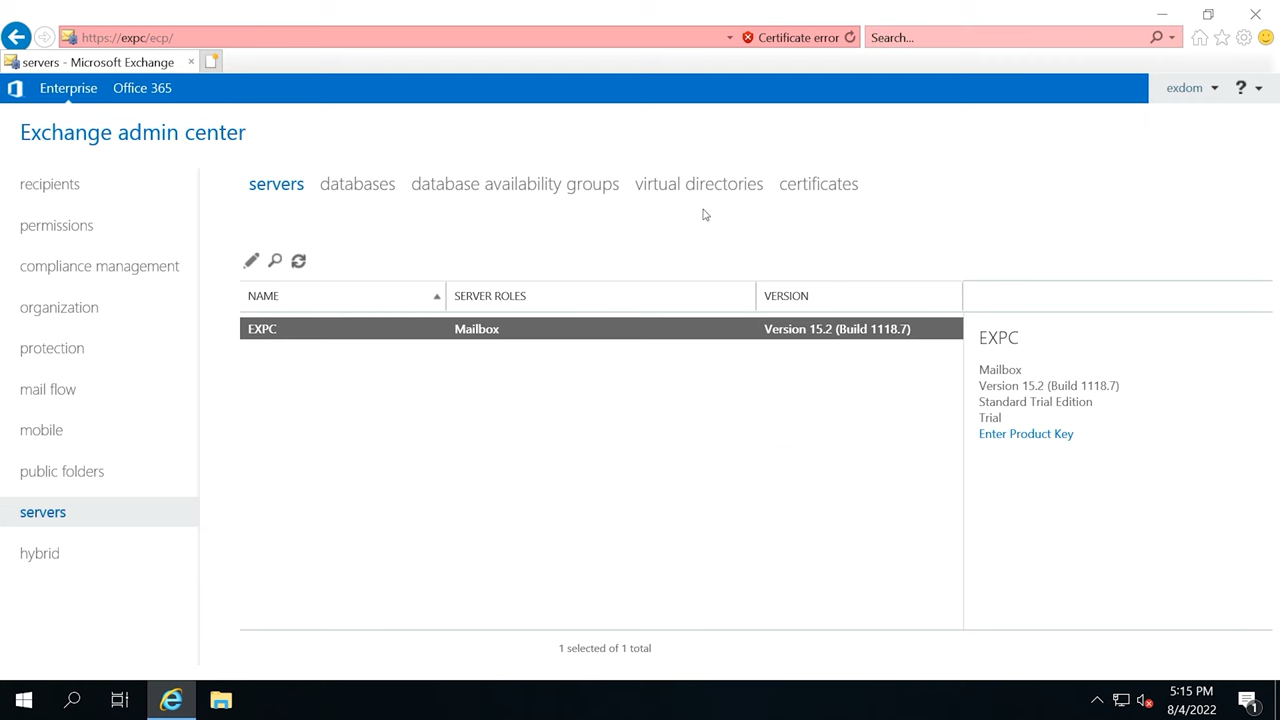 https://expc/ecp/
Certificate error
Search...
servers - Microsoft Exchange
Enterprise
Office 365
exdom
?
Exchange admin center
recipients
permissions
compliance management
organization
protection
mail flow
mobile
public folders
servers
hybrid
servers
databases
database availability groups
virtual directories
certificates
NAME
SERVER ROLES
VERSION
EXPC
Mailbox
Version 15.2 (Build 1118.7)
EXPC
Mailbox
Version 15.2 (Build 1118.7)
Standard Trial Edition
Trial
Enter Product Key
1 selected of 1 total
5:15 PM
8/4/2022
1